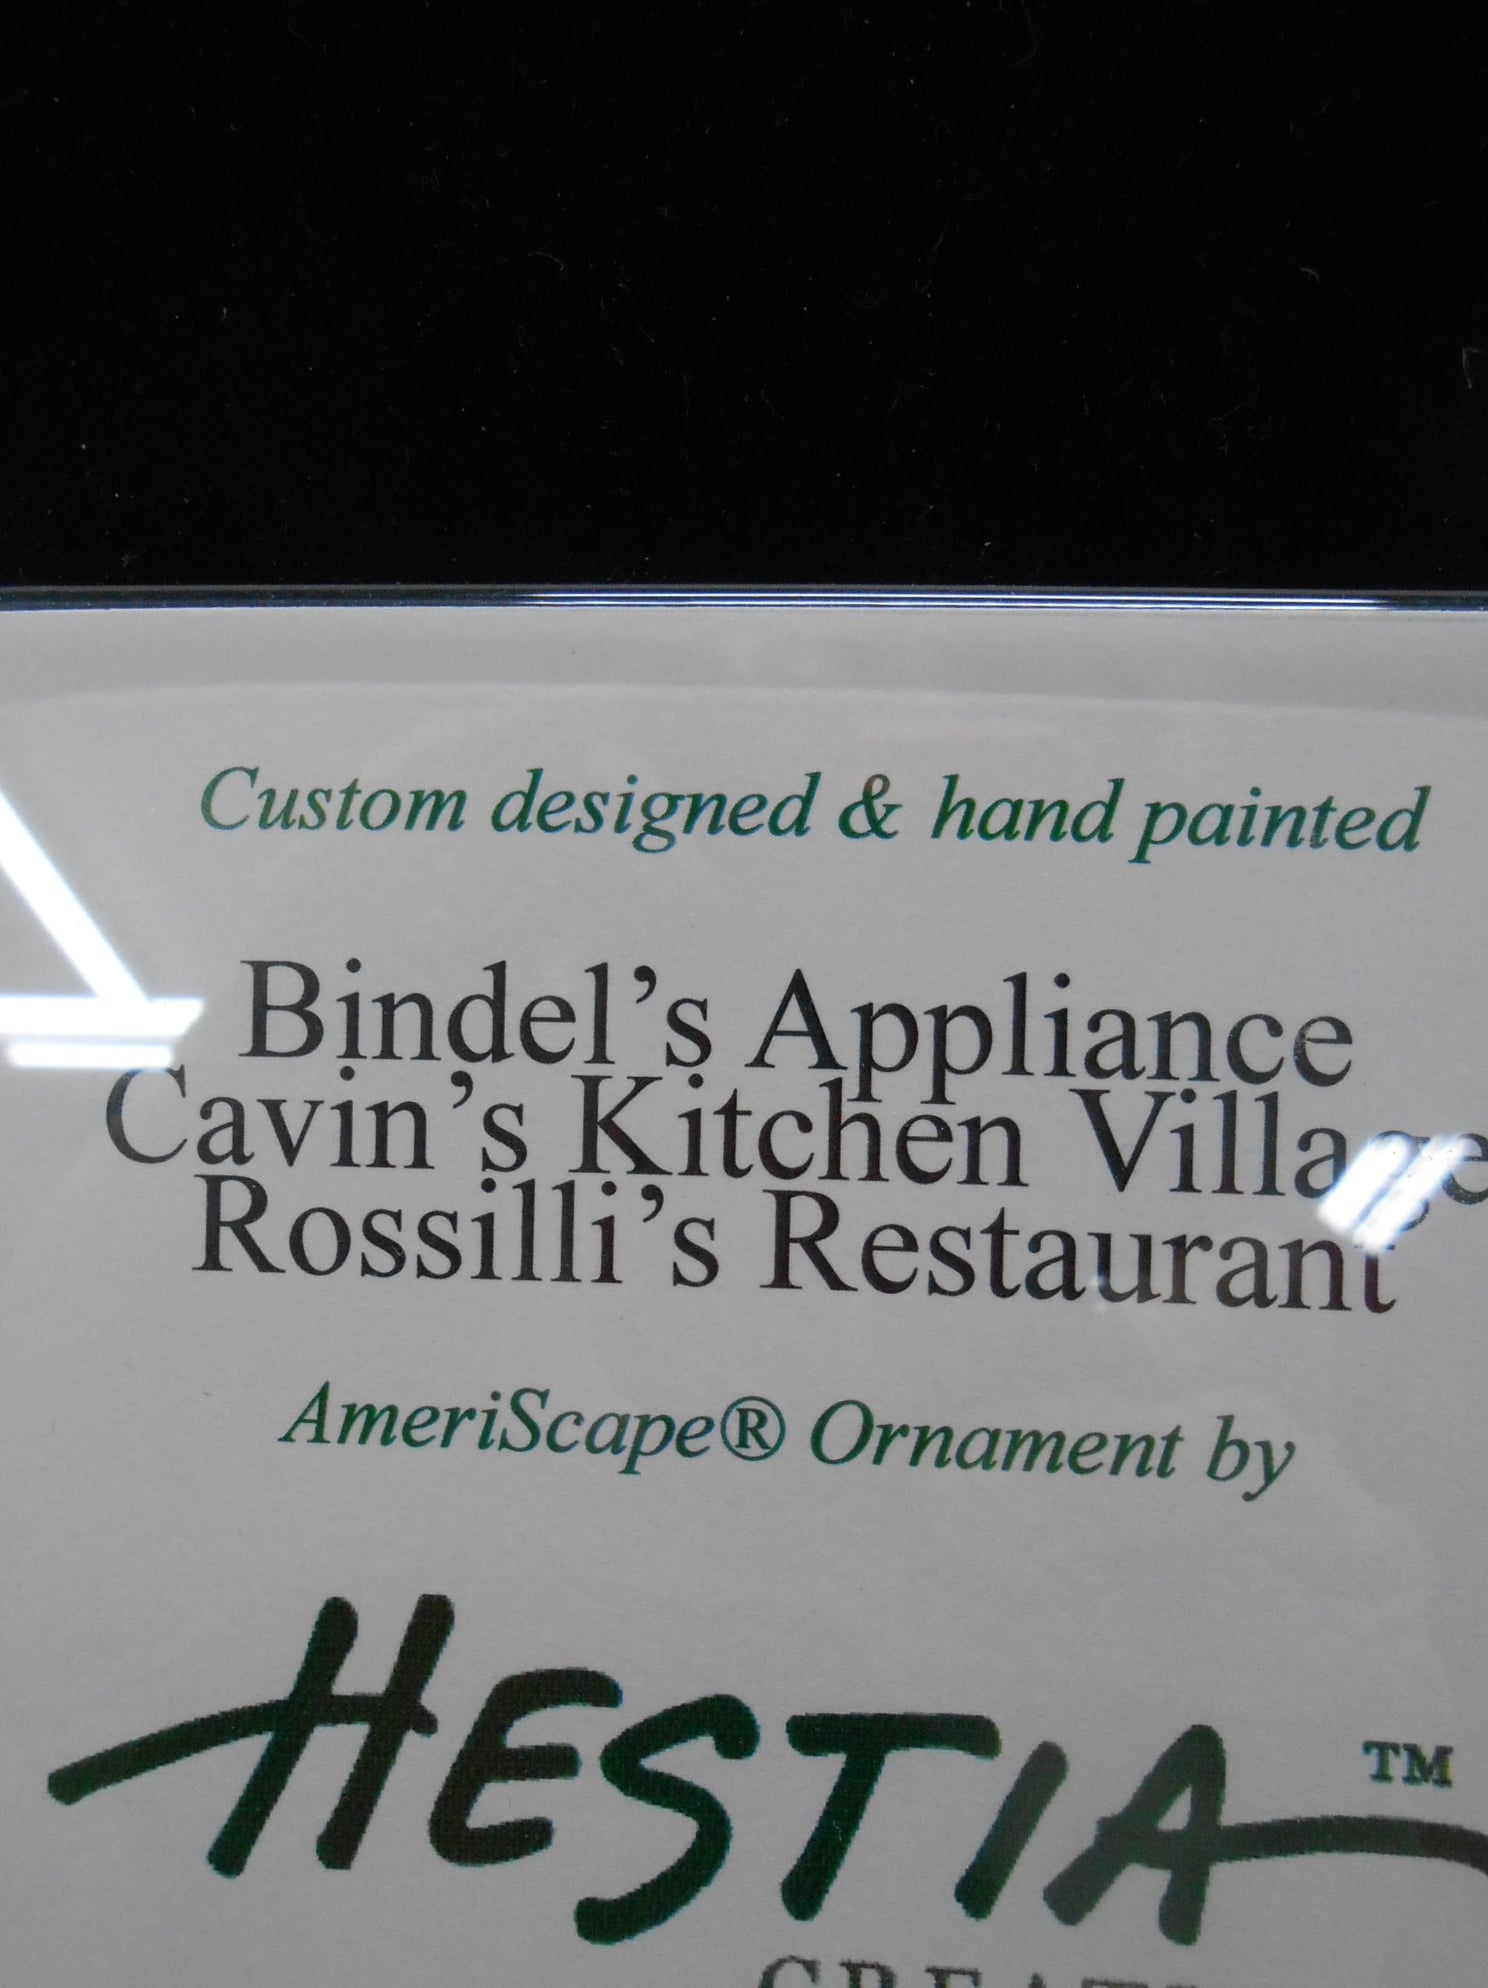 Custom designed & hand painted
Bindel's Appliance
Cavin's Kitchen Village
Rossilli's Restaurant
AmeriScape® Ornament by
HESTIA™